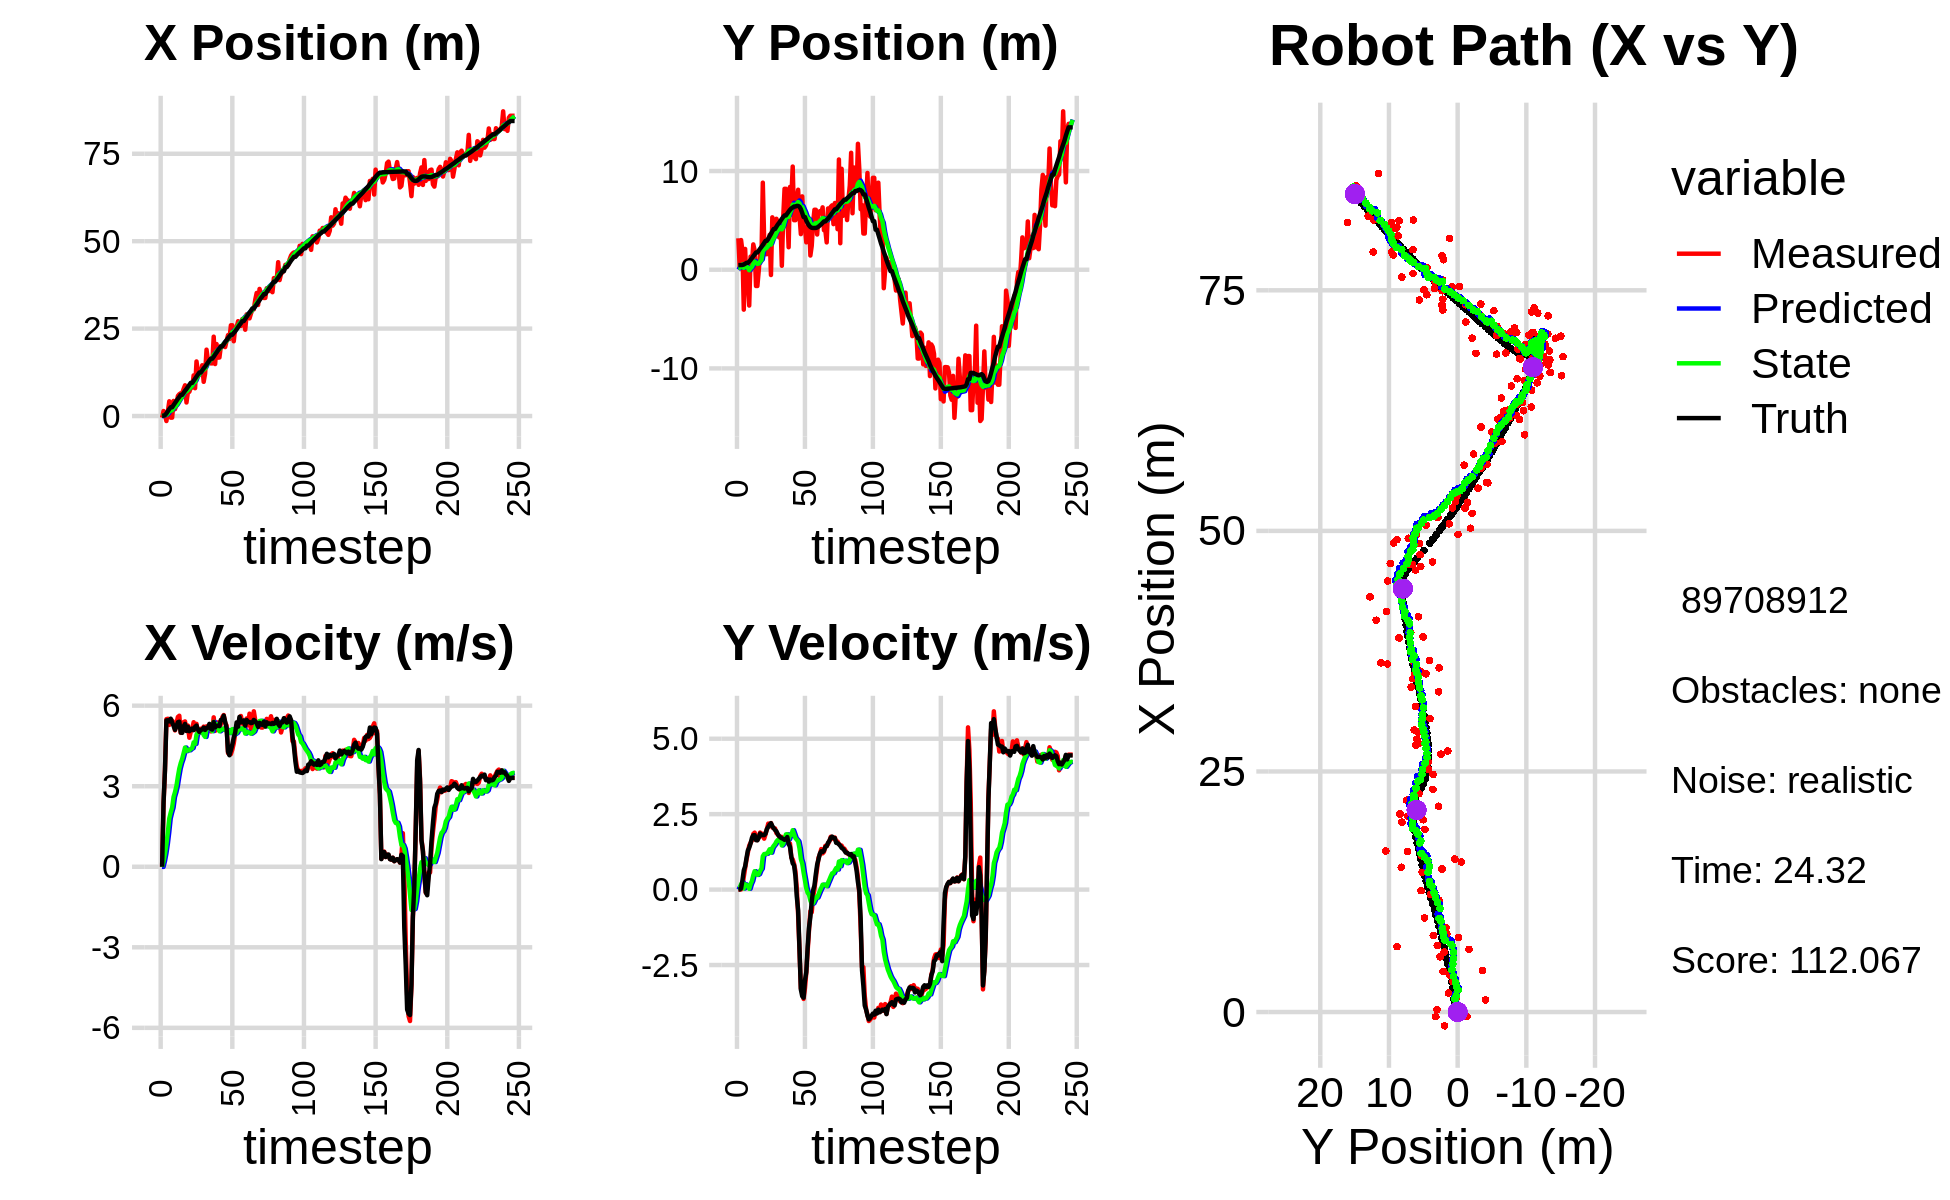 X Position (m)
75
50
25
0
0
50
100
150
200
250
timestep
Y Position (m)
10
0
-10
0
50
100
150
200
250
timestep
X Velocity (m/s)
6
3
0
-3
-6
0
50
100
150
200
250
timestep
Y Velocity (m/s)
5.0
2.5
0.0
-2.5
0
50
100
150
200
250
timestep
Robot Path (X vs Y)
X Position (m)
75
50
25
0
20 10 0 -10 -20
Y Position (m)
variable
Measured
Predicted
State
Truth
89708912
Obstacles: none
Noise: realistic
Time: 24.32
Score: 112.067